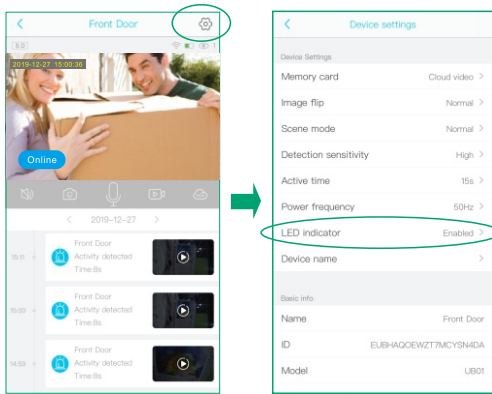 Front Door
SD
1
2019-12-27 15:00:36
Online
2019-12-27
15:11
Front Door
Activity detected
Time:8s
15:00
Front Door
Activity detected
Time:8s
14:59
Front Door
Activity detected
Time:8s
Device settings
Device Settings
Memory card Cloud video
Image flip Normal
Scene mode Normal
Detection sensitivity High
Active time 15s
Power frequency 50Hz
LED indicator Enabled
Device name
Basic info
Name Front Door
ID EUBHAQOEWZT7MCYSN4DA
Model UB01